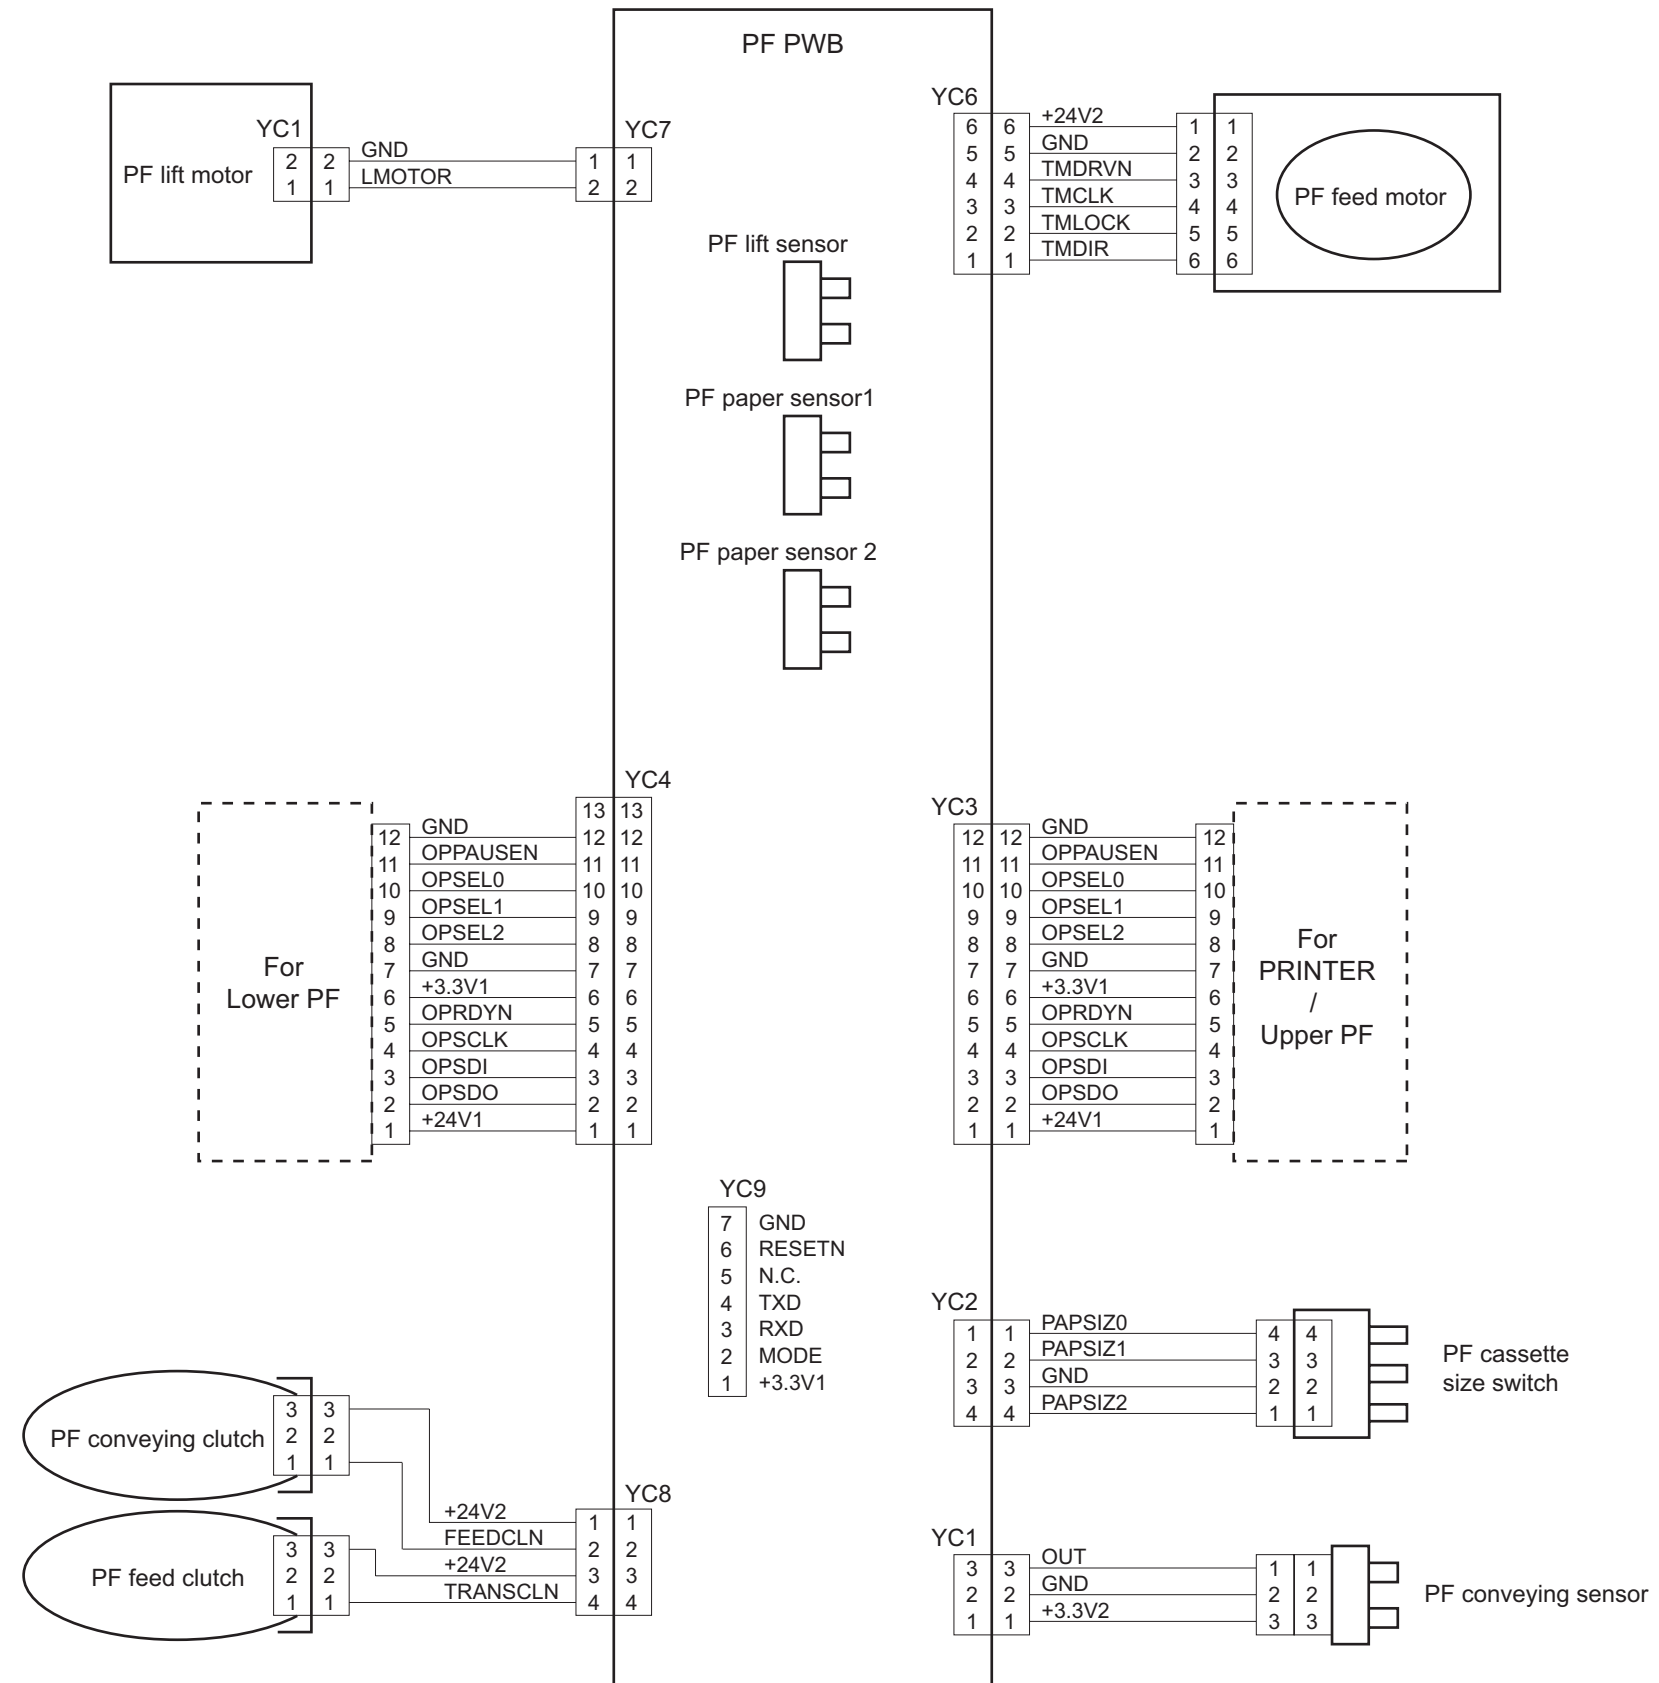 PF PWB
YC1
PF lift motor
2 2 GND 1 1
1 1 LMOTOR 2 2
YC7
YC6
6 6 +24V2 1 1
5 5 GND 2 2
4 4 TMDRVN 3 3
3 3 TMCLK 4 4
2 2 TMLOCK 5 5
1 1 TMDIR 6 6
PF feed motor
PF lift sensor
PF paper sensor1
PF paper sensor 2
YC4
For
Lower PF
13 13
12 GND 12 12
11 OPPAUSEN 11 11
10 OPSEL0 10 10
9 OPSEL1 9 9
8 OPSEL2 8 8
7 GND 7 7
6 +3.3V1 6 6
5 OPRDYN 5 5
4 OPSCLK 4 4
3 OPSDI 3 3
2 OPSDO 2 2
1 +24V1 1 1
YC3
12 12 GND 12
11 11 OPPAUSEN 11
10 10 OPSEL0 10
9 9 OPSEL1 9
8 8 OPSEL2 8
7 7 GND 7
6 6 +3.3V1 6
5 5 OPRDYN 5
4 4 OPSCLK 4
3 3 OPSDI 3
2 2 OPSDO 2
1 1 +24V1 1
For
PRINTER
/
Upper PF
YC9
7 GND
6 RESETN
5 N.C.
4 TXD
3 RXD
2 MODE
1 +3.3V1
YC2
1 1 PAPSIZ0 4 4
2 2 PAPSIZ1 3 3
3 3 GND 2 2
4 4 PAPSIZ2 1 1
PF cassette
size switch
PF conveying clutch
3 3
2 2
1 1
PF feed clutch
3 3
2 2
1 1
YC8
+24V2 1 1
FEEDCLN 2 2
+24V2 3 3
TRANSCLN 4 4
YC1
3 3 OUT 1 1
2 2 GND 2 2
1 1 +3.3V2 3 3
PF conveying sensor